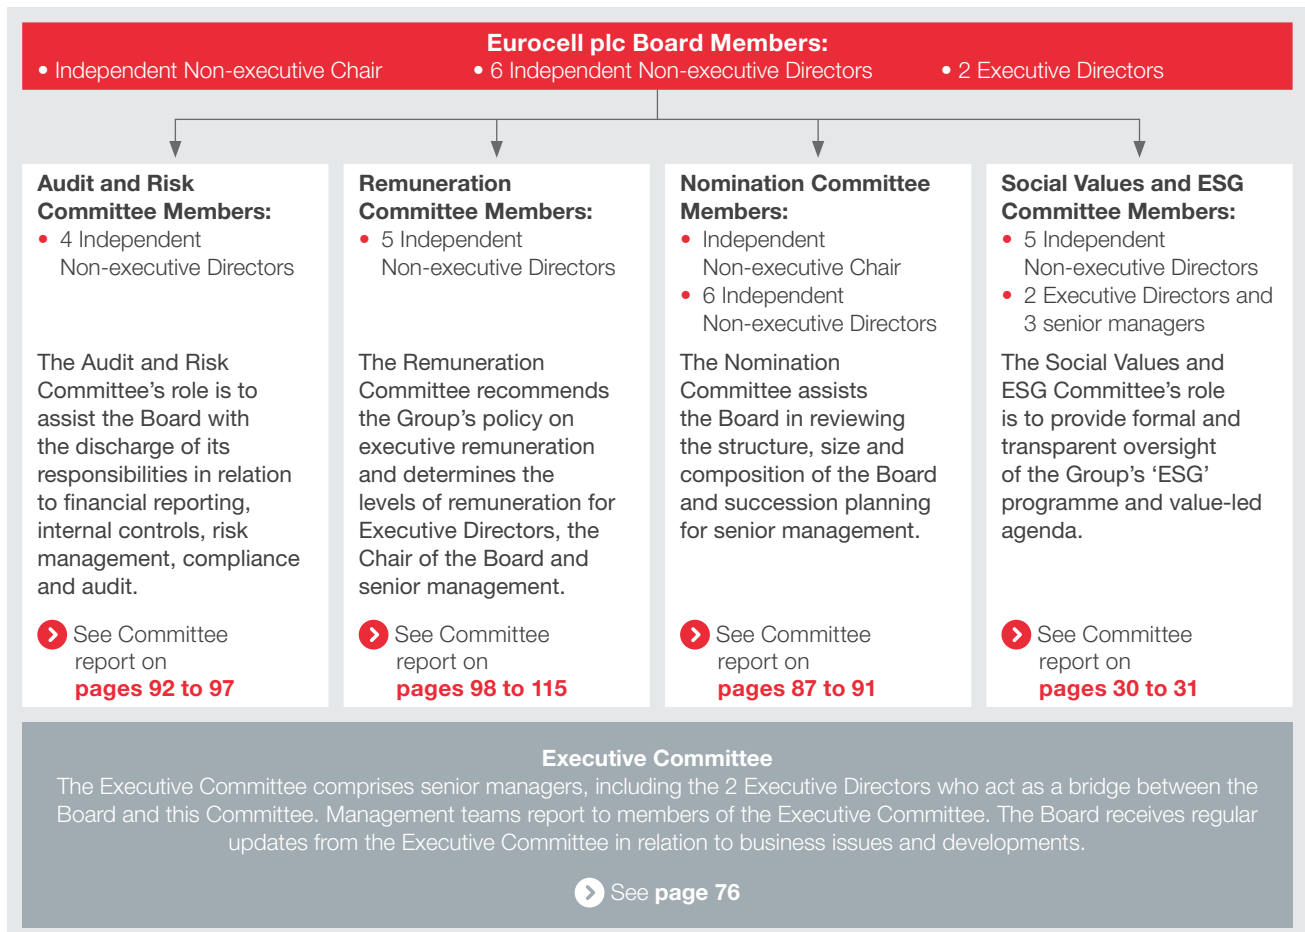 Eurocell plc Board Members:
• Independent Non-executive Chair • 6 Independent Non-executive Directors • 2 Executive Directors
Audit and Risk
Committee Members:
• 4 Independent
Non-executive Directors
The Audit and Risk
Committee’s role is to
assist the Board with
the discharge of its
responsibilities in relation
to financial reporting,
internal controls, risk
management, compliance
and audit.
See Committee
report on
pages 92 to 97
Remuneration
Committee Members:
• 5 Independent
Non-executive Directors
The Remuneration
Committee recommends
the Group’s policy on
executive remuneration
and determines the
levels of remuneration for
Executive Directors, the
Chair of the Board and
senior management.
See Committee
report on
pages 98 to 115
Nomination Committee
Members:
• Independent
Non-executive Chair
• 6 Independent
Non-executive Directors
The Nomination
Committee assists
the Board in reviewing
the structure, size and
composition of the Board
and succession planning
for senior management.
See Committee
report on
pages 87 to 91
Social Values and ESG
Committee Members:
• 5 Independent
Non-executive Directors
• 2 Executive Directors and
3 senior managers
The Social Values and
ESG Committee’s role
is to provide formal and
transparent oversight
of the Group’s ‘ESG’
programme and value-led
agenda.
See Committee
report on
pages 30 to 31
Executive Committee
The Executive Committee comprises senior managers, including the 2 Executive Directors who act as a bridge between the
Board and this Committee. Management teams report to members of the Executive Committee. The Board receives regular
updates from the Executive Committee in relation to business issues and developments.
See page 76